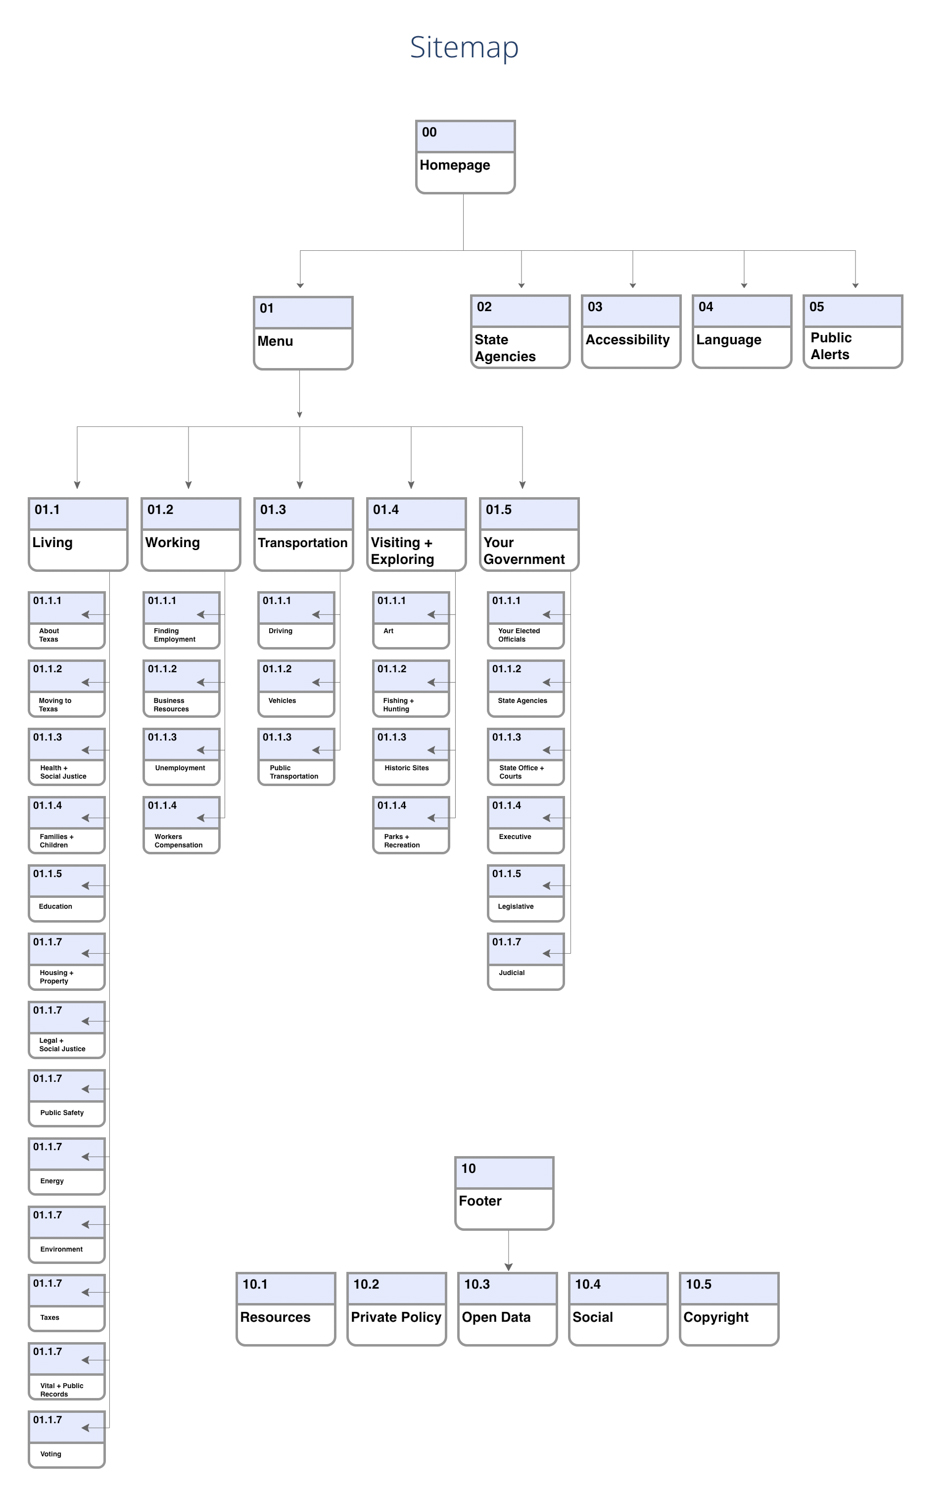 Sitemap
00
Homepage
01
Menu
02
State
Agencies
03
Accessibility
04
Language
05
Public
Alerts
01.1
Living
01.2
Working
01.3
Transportation
01.4
Visiting +
Exploring
01.5
Your
Government
01.1.1
About
Texas
01.1.2
Moving to
Texas
01.1.3
Health +
Social Justice
01.1.4
Families +
Children
01.1.5
Education
01.1.7
Housing +
Property
01.1.7
Legal +
Social Justice
01.1.7
Public Safety
01.1.7
Energy
01.1.7
Environment
01.1.7
Taxes
01.1.7
Vital + Public
Records
01.1.7
Voting
01.1.1
Finding
Employment
01.1.2
Business
Resources
01.1.3
Unemployment
01.1.4
Workers
Compensation
01.1.1
Driving
01.1.2
Vehicles
01.1.3
Public
Transportation
01.1.1
Art
01.1.2
Fishing +
Hunting
01.1.3
Historic Sites
01.1.4
Parks +
Recreation
01.1.1
Your Elected
Officials
01.1.2
State Agencies
01.1.3
State Office +
Courts
01.1.4
Executive
01.1.5
Legislative
01.1.7
Judicial
10
Footer
10.1
Resources
10.2
Private Policy
10.3
Open Data
10.4
Social
10.5
Copyright